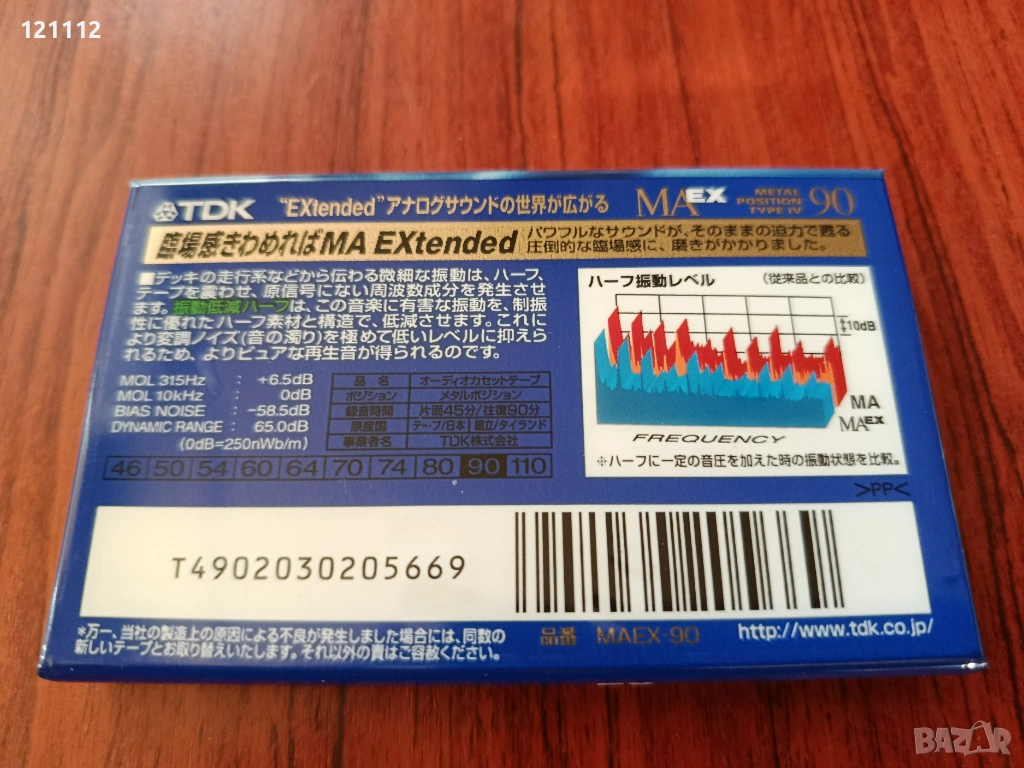 121112
TDK "EXtended"アナログサウンドの世界が広がる MAEX METAL POSITION TYPE IV 90
臨場感きわめればMA EXtended パワフルなサウンドが、そのままの迫力で甦る
圧倒的な臨場感に、磨きがかかりました。
■デッキの走行系などから伝わる微細な振動は、ハーフ、
テープを震わせ、原信号にない周波数成分を発生させ
ます。振動低減ハーフは、この音楽に有害な振動を、制振
性に優れたハーフ素材と構造で、低減させます。これに
より変調ノイズ(音の濁り)を極めて低いレベルに抑えら
れるため、よりピュアな再生音が得られるのです。
MOL 315Hz : +6.5dB
MOL 10kHz : 0dB
BIAS NOISE : −58.5dB
DYNAMIC RANGE : 65.0dB
(0dB=250nWb/m)
品名 オーディオカセットテープ
ポジション メタルポジション
録音時間 片面45分/往復90分
原産国 テープ/日本 組立/タイランド
事業者名 TDK株式会社
46 50 54 60 64 70 74 80 90 110
ハーフ振動レベル (従来品との比較)
10dB
MA
MAEX
FREQUENCY
※ハーフに一定の音圧を加えた時の振動状態を比較。
>PP<
T4902030205669
*万一、当社の製造上の原因による不良が発生しました場合には、同数の
新しいテープとお取り替えいたします。それ以外の責はご容赦ください。
品番 MAEX-90 http://www.tdk.co.jp/
BAZAR